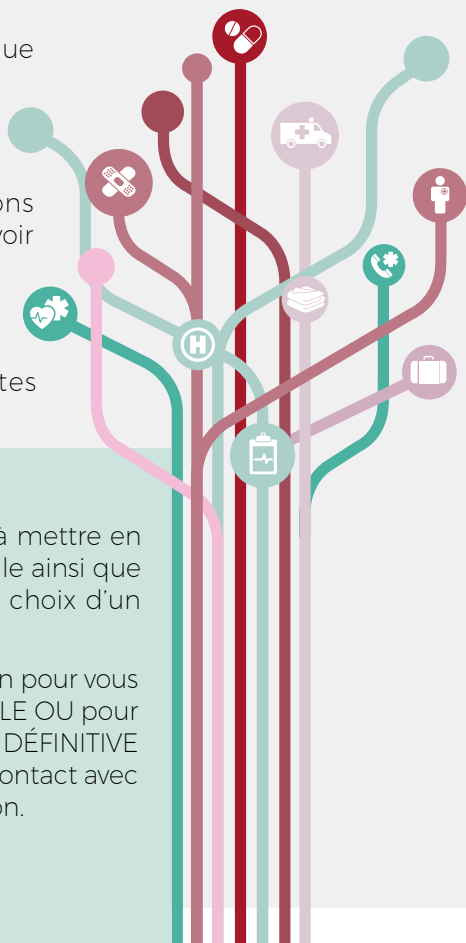 ue
ons
voir
tes
à mettre en
le ainsi que
choix d’un
n pour vous
LE OU pour
DÉFINITIVE
ontact avec
on.
H